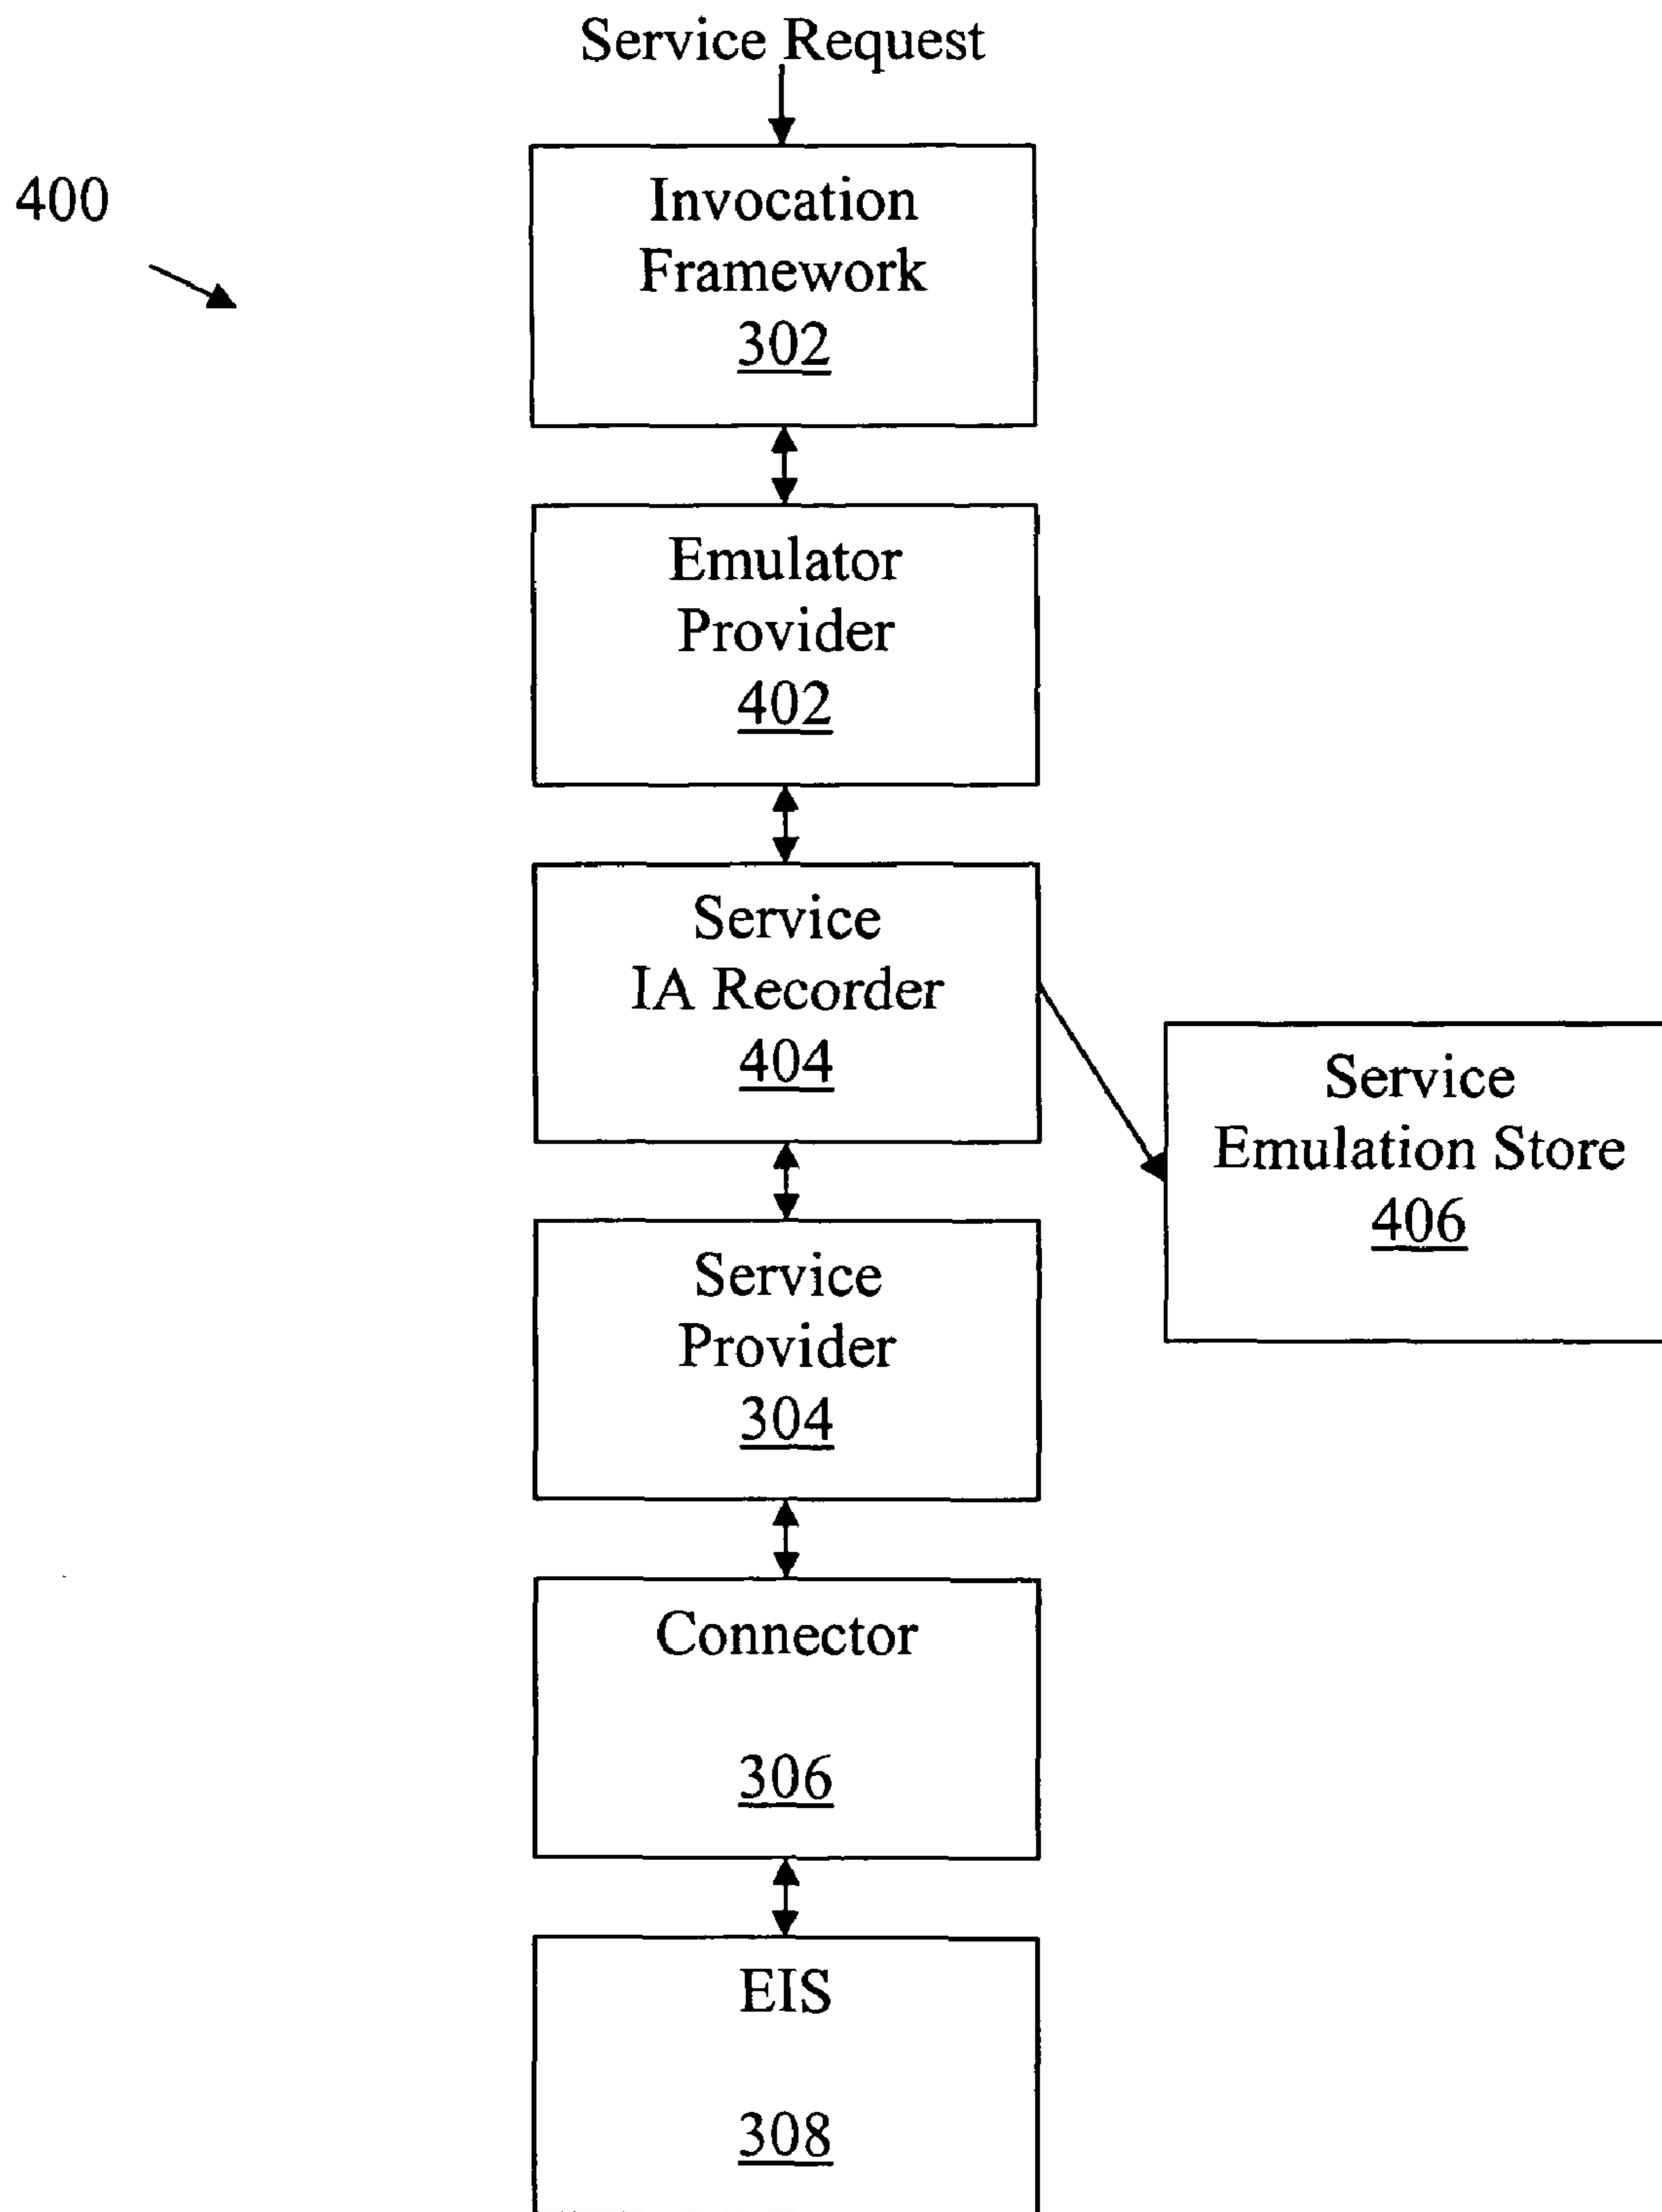 Service Request
400
Invocation
Framework
302
Emulator
Provider
402
Service
IA Recorder
404
Service
Emulation Store
406
Service
Provider
304
Connector
306
EIS
308